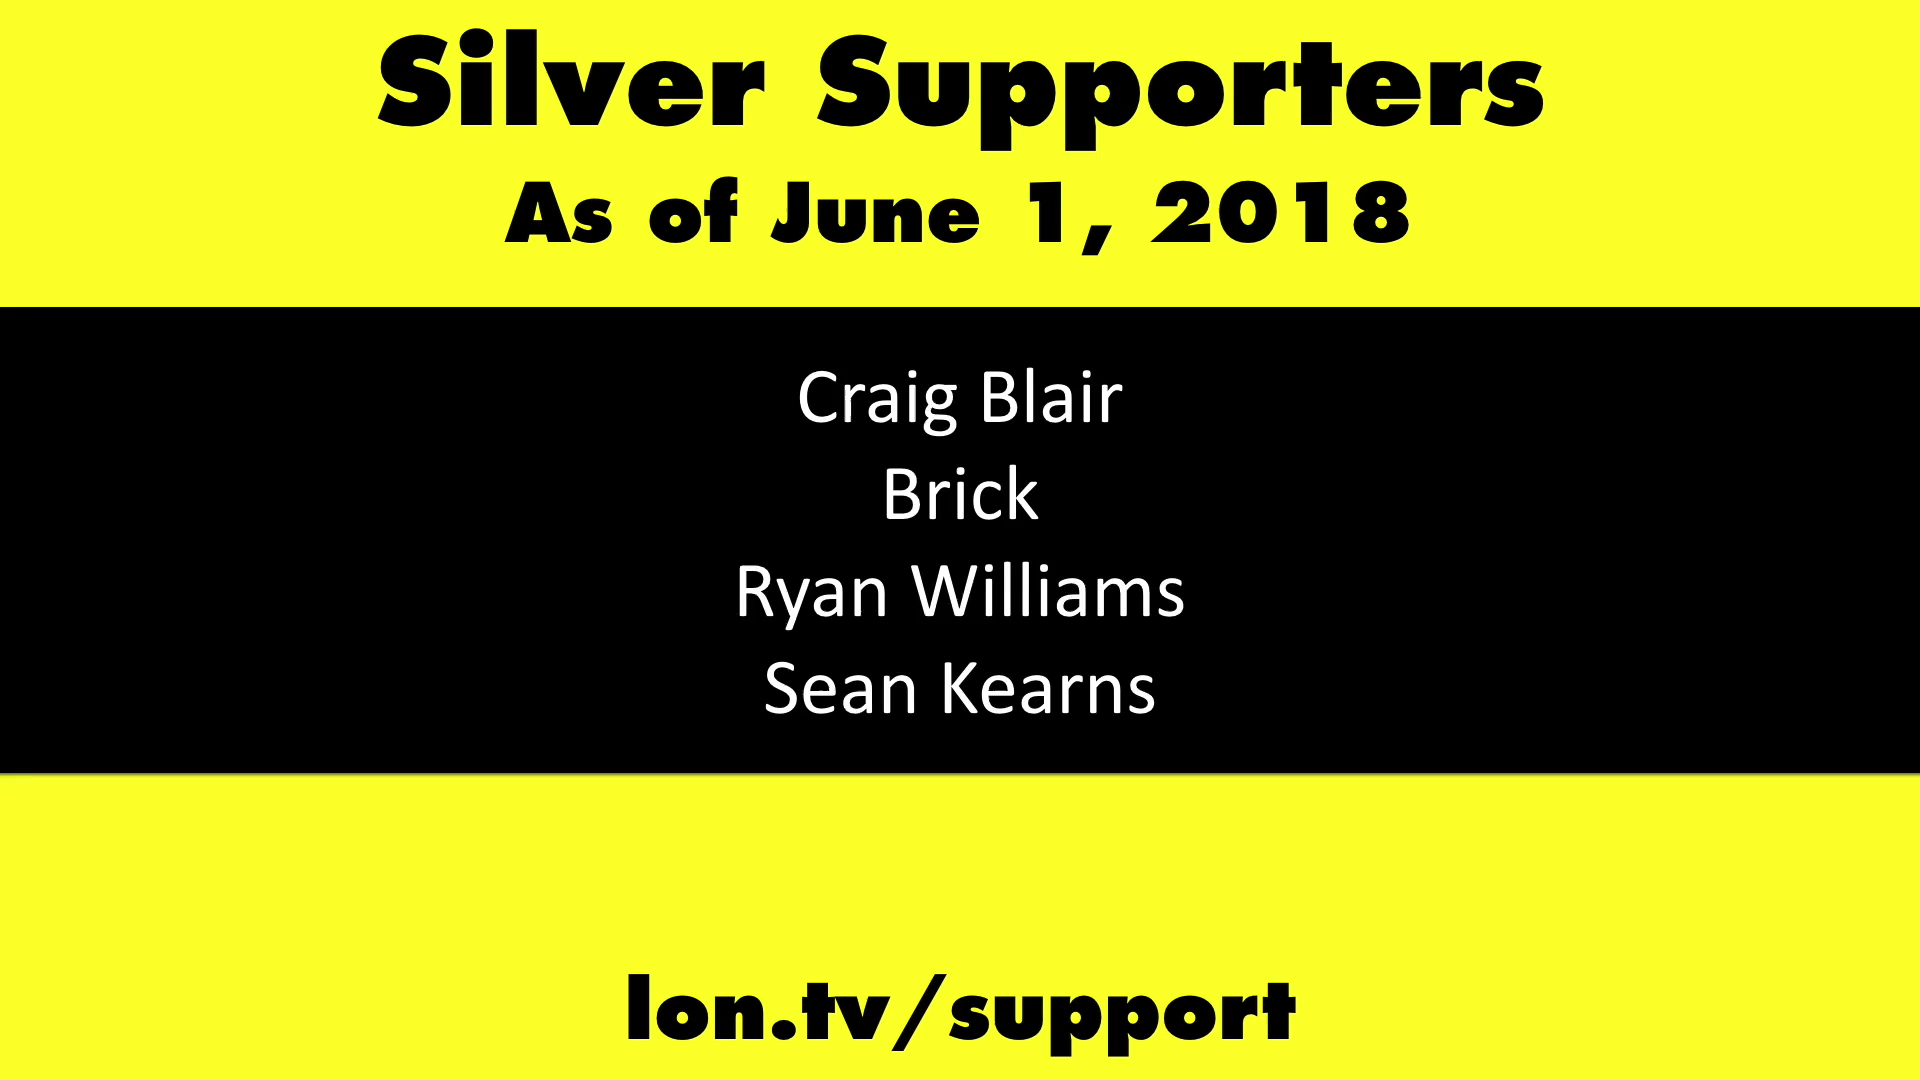 Silver Supporters
As of June 1, 2018
Craig Blair
Brick
Ryan Williams
Sean Kearns
lon.tv/support